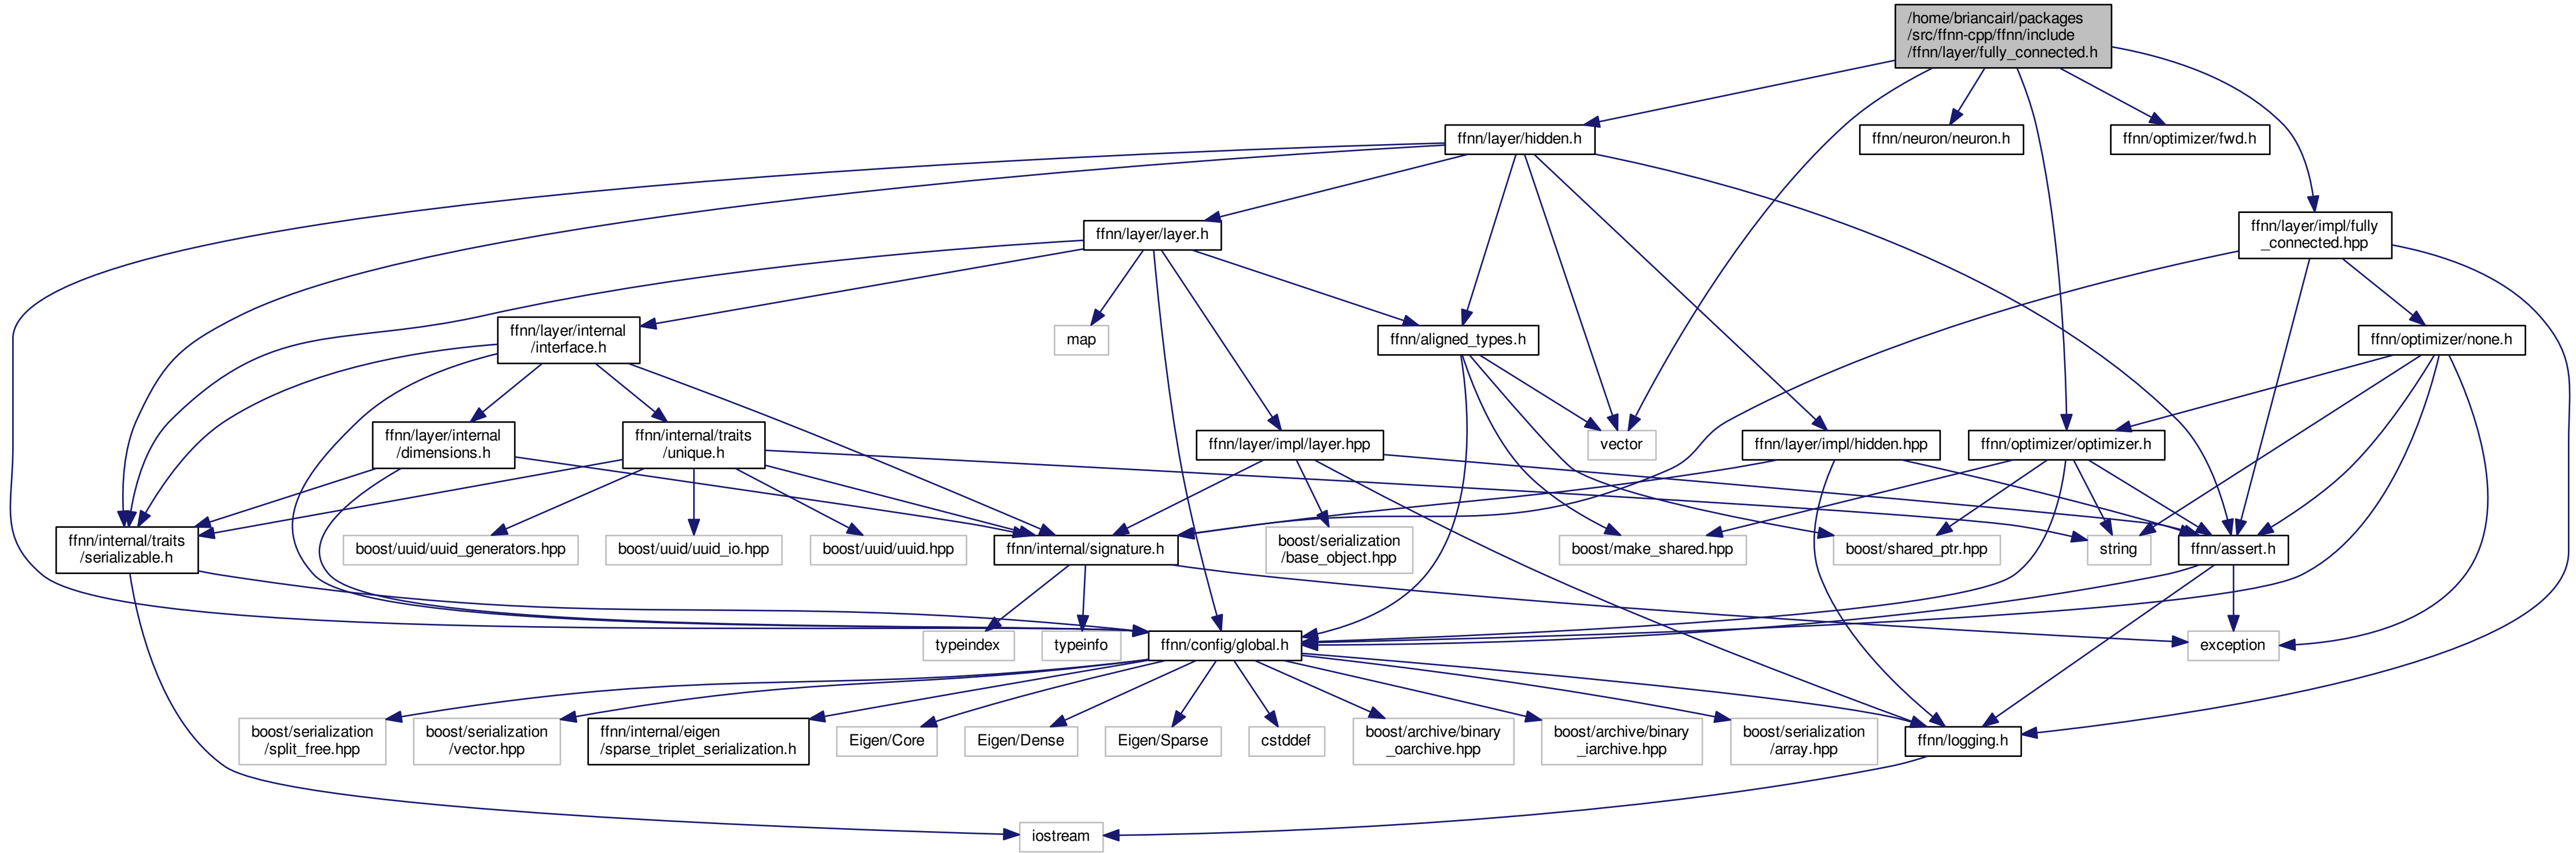 /home/briancairl/packages
/src/ffnn-cpp/ffnn/include
/ffnn/layer/fully_connected.h
ffnn/layer/hidden.h
ffnn/neuron/neuron.h
ffnn/optimizer/fwd.h
ffnn/layer/layer.h
ffnn/layer/impl/fully
_connected.hpp
ffnn/layer/internal
/interface.h
map
ffnn/aligned_types.h
ffnn/optimizer/none.h
ffnn/layer/internal
/dimensions.h
ffnn/internal/traits
/unique.h
ffnn/layer/impl/layer.hpp
vector
ffnn/layer/impl/hidden.hpp
ffnn/optimizer/optimizer.h
ffnn/internal/traits
/serializable.h
boost/uuid/uuid_generators.hpp
boost/uuid/uuid_io.hpp
boost/uuid/uuid.hpp
ffnn/internal/signature.h
boost/serialization
/base_object.hpp
boost/make_shared.hpp
boost/shared_ptr.hpp
string
ffnn/assert.h
typeindex
typeinfo
ffnn/config/global.h
exception
boost/serialization
/split_free.hpp
boost/serialization
/vector.hpp
ffnn/internal/eigen
/sparse_triplet_serialization.h
Eigen/Core
Eigen/Dense
Eigen/Sparse
cstddef
boost/archive/binary
_oarchive.hpp
boost/archive/binary
_iarchive.hpp
boost/serialization
/array.hpp
ffnn/logging.h
iostream